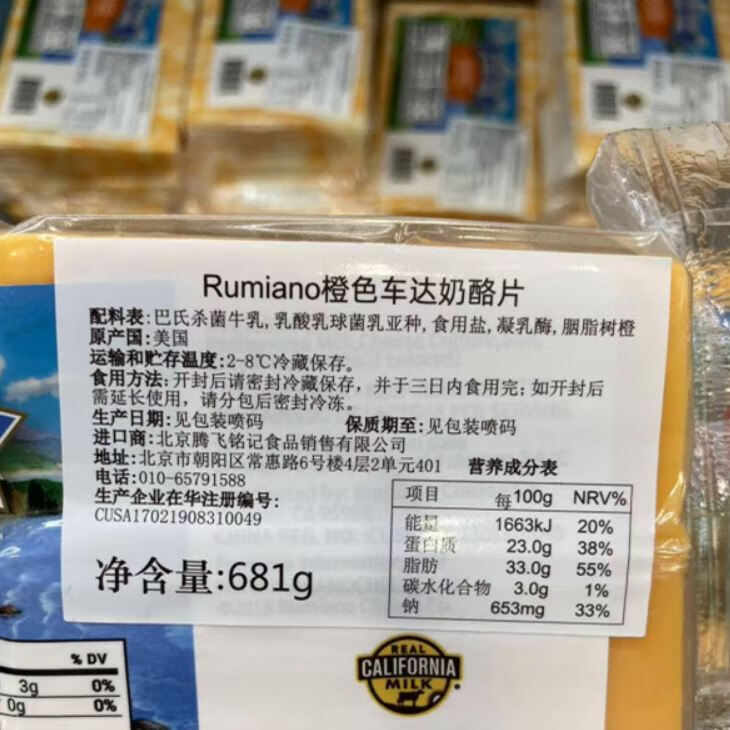 Rumiano橙色车达奶酪片
配料表:巴氏杀菌牛乳,乳酸乳球菌乳亚种,食用盐,凝乳酶,胭脂树橙
原产国:美国
运输和贮存温度:2-8℃冷藏保存。
食用方法:开封后请密封冷藏保存，并于三日内食用完;如开封后
需延长使用，请分包后密封冷冻。
生产日期:见包装喷码 保质期至:见包装喷码
进口商:北京腾飞铭记食品销售有限公司
地址:北京市朝阳区常惠路6号楼4层2单元401
电话:010-65791588
生产企业在华注册编号:
CUSA17021908310049
净含量:681g
营养成分表
项目 每100g NRV%
能量 1663kJ 20%
蛋白质 23.0g 38%
脂肪 33.0g 55%
碳水化合物 3.0g 1%
钠 653mg 33%
% DV
3g 0%
0g 0%
REAL
CALIFORNIA
MILK